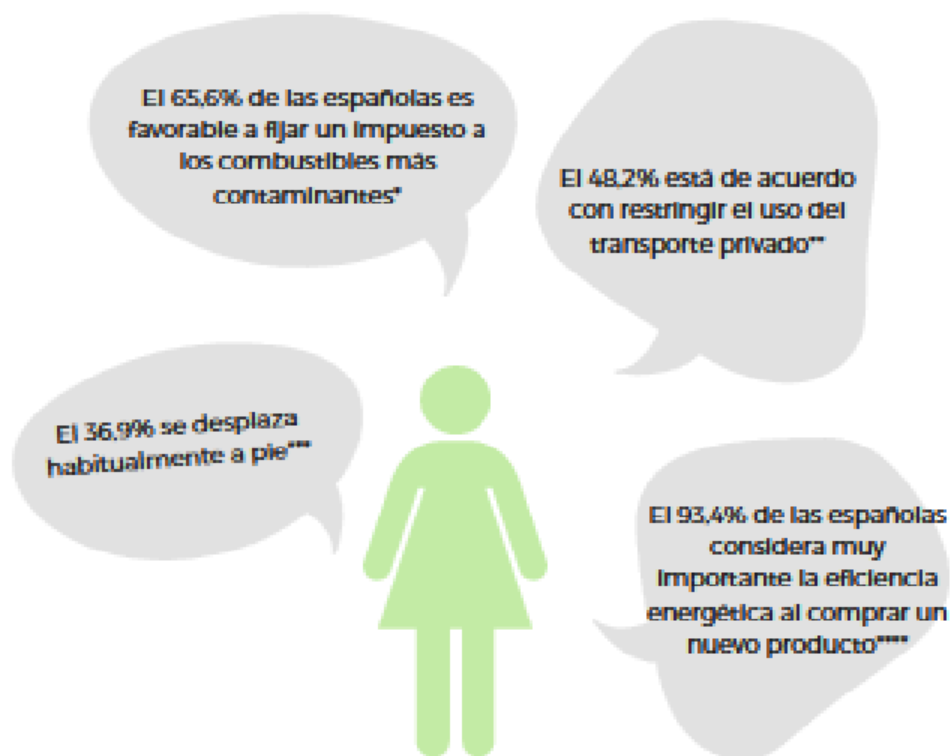 El 65,6% de las españolas es
favorable a fijar un impuesto a
los combustibles más
contaminantes*
El 48,2% está de acuerdo
con restringir el uso del
transporte privado**
El 36,9% se desplaza
habitualmente a pie***
El 93,4% de las españolas
considera muy
importante la eficiencia
energética al comprar un
nuevo producto****